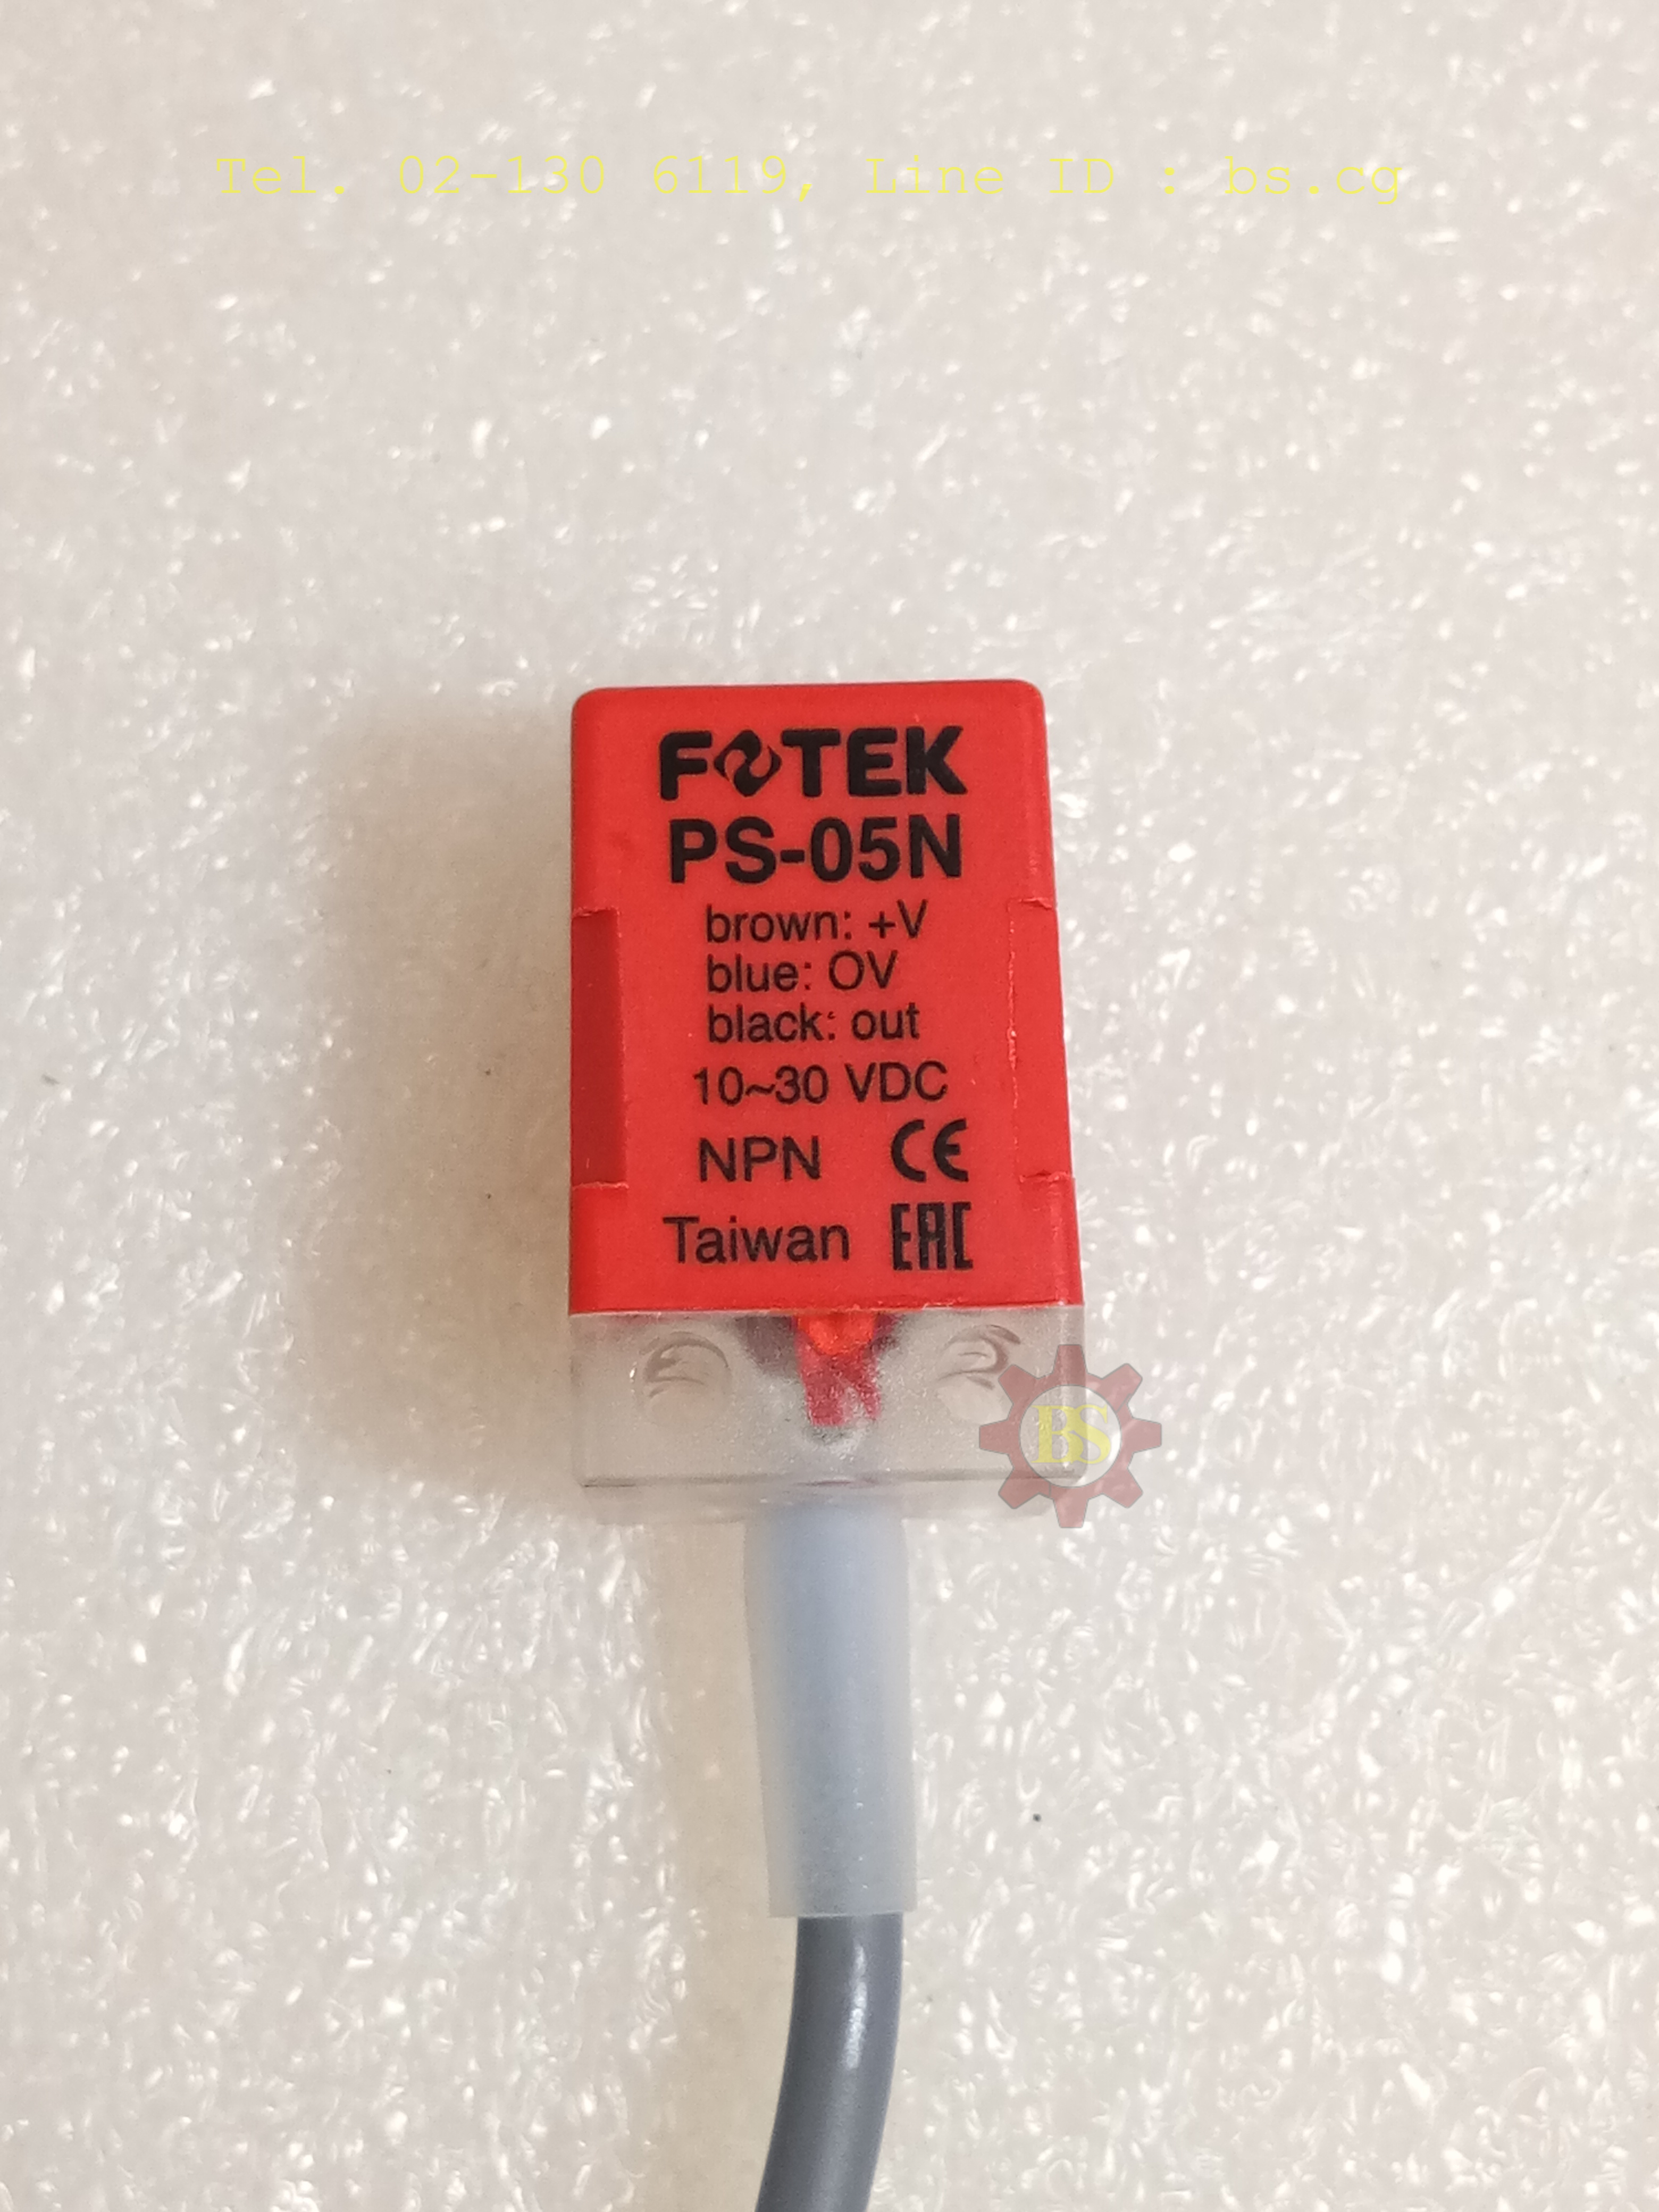 Tel. 02-130 6119, Line ID : bs.cg
FOTEK
PS-05N
brown: +V
blue: OV
black: out
10~30 VDC
NPN CE
Taiwan EAC
BS